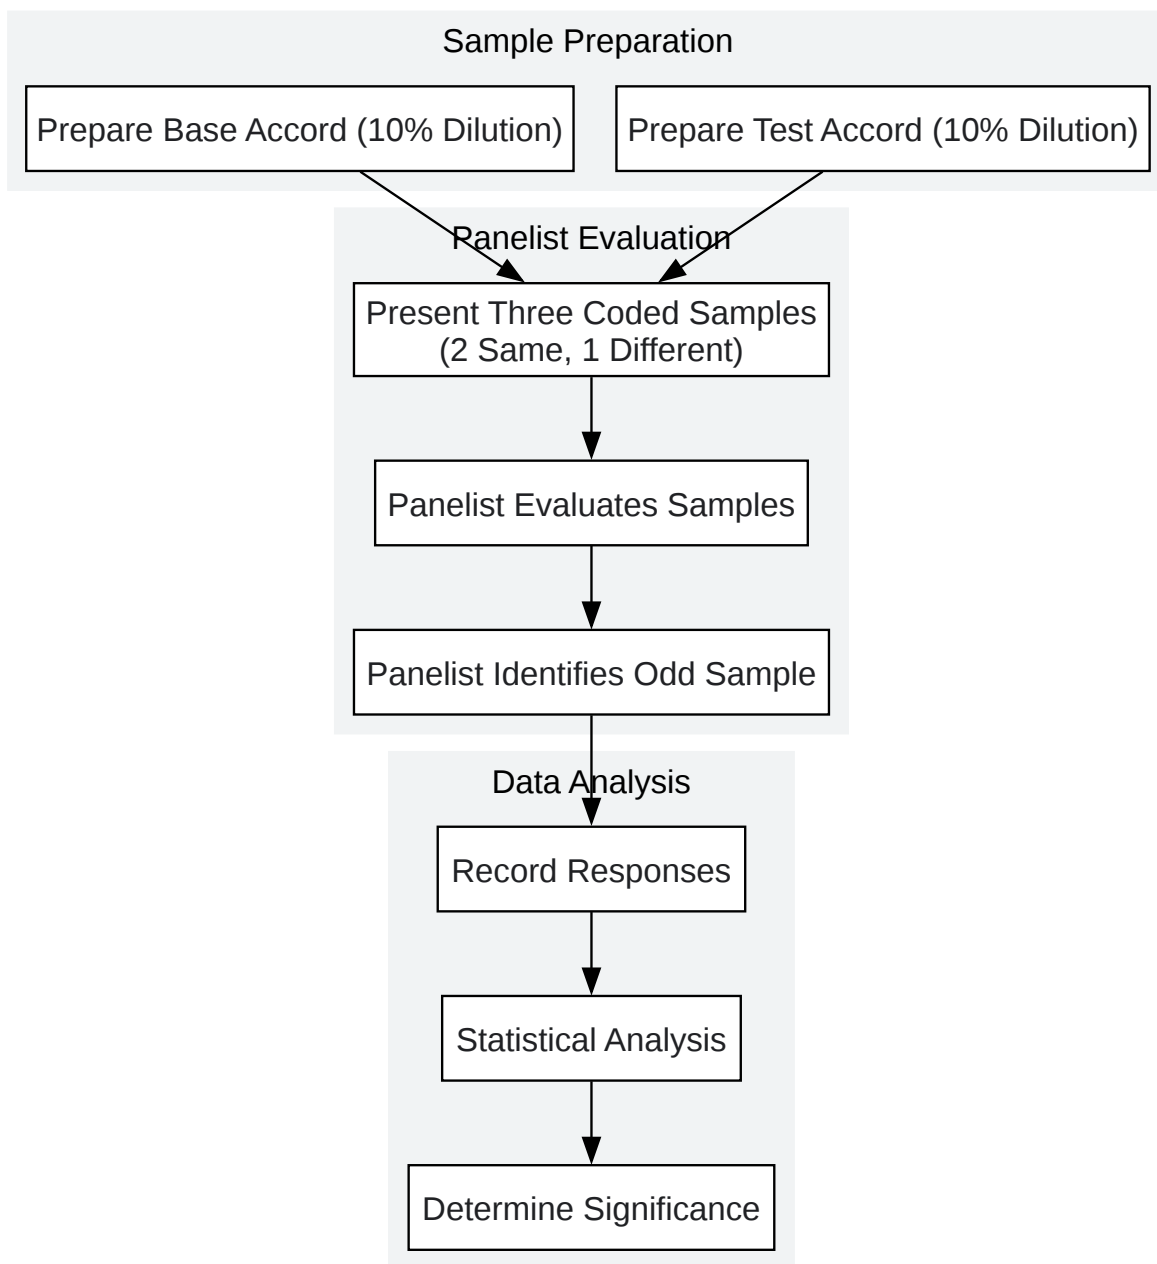 Sample Preparation
Prepare Base Accord (10% Dilution)
Prepare Test Accord (10% Dilution)
Panelist Evaluation
Present Three Coded Samples
(2 Same, 1 Different)
Panelist Evaluates Samples
Panelist Identifies Odd Sample
Data Analysis
Record Responses
Statistical Analysis
Determine Significance